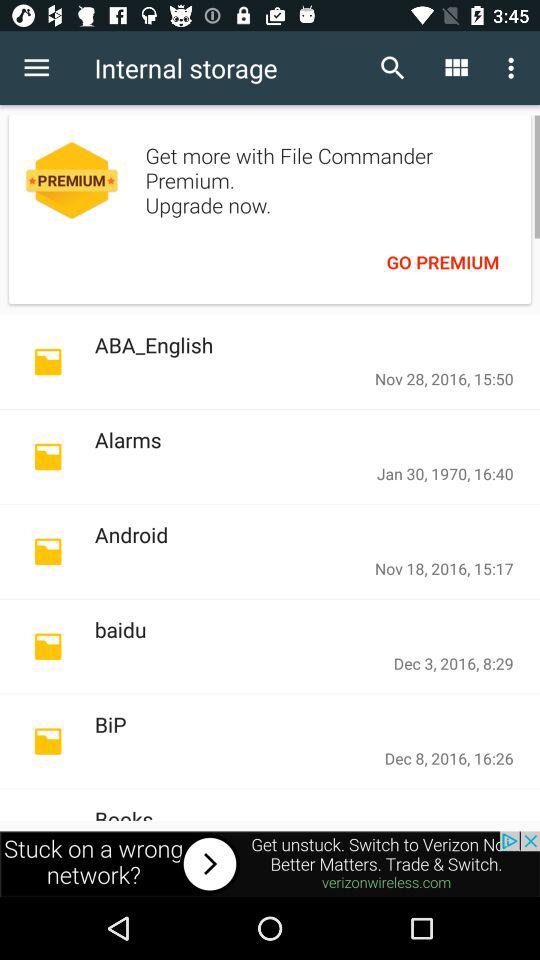 3:45
Internal storage
PREMIUM
Get more with File Commander
Premium.
Upgrade now.
GO PREMIUM
ABA_English
Nov 28, 2016, 15:50
Alarms
Jan 30, 1970, 16:40
Android
Nov 18, 2016, 15:17
baidu
Dec 3, 2016, 8:29
BiP
Dec 8, 2016, 16:26
Books
Stuck on a wrong
network?
Get unstuck. Switch to Verizon
Better Matters. Trade & Switch.
verizonwireless.com